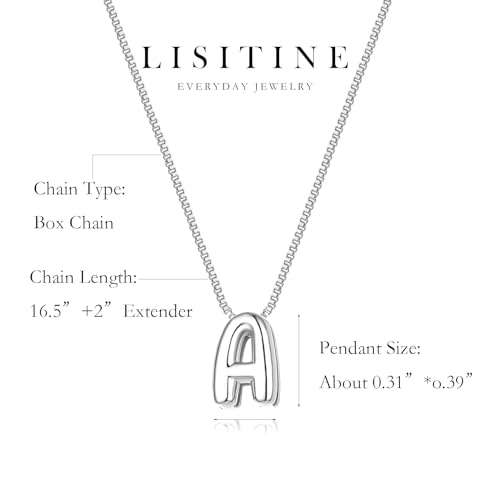 LISITINE
EVERYDAY JEWELRY
Chain Type:
Box Chain
Chain Length:
16.5” +2” Extender
A
Pendant Size:
About 0.31” *o.39”